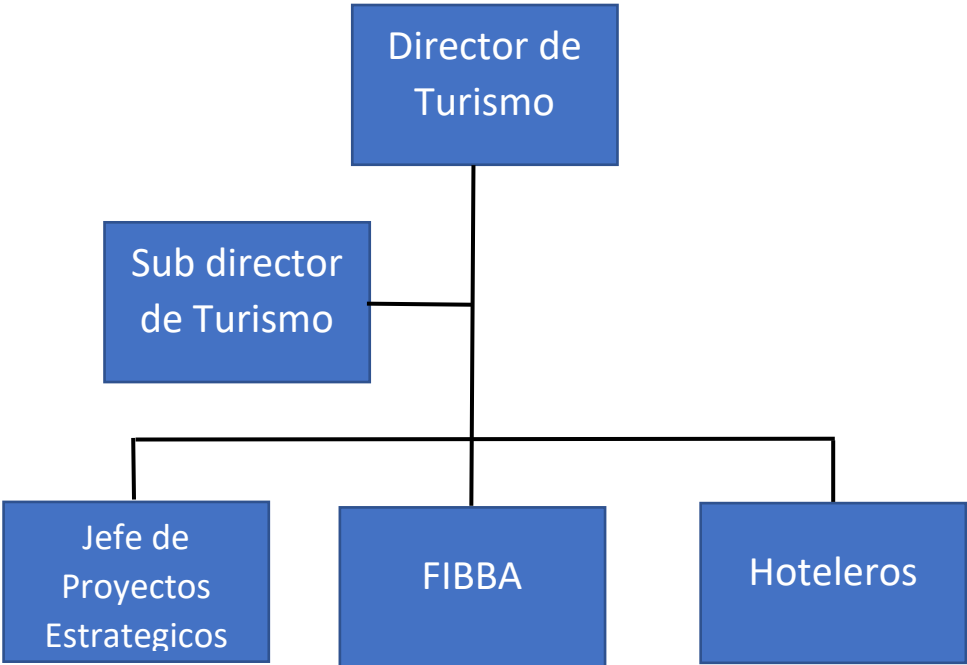 Director de
Turismo
Sub director
de Turismo
Jefe de
Proyectos
Estrategicos
FIBBA
Hoteleros